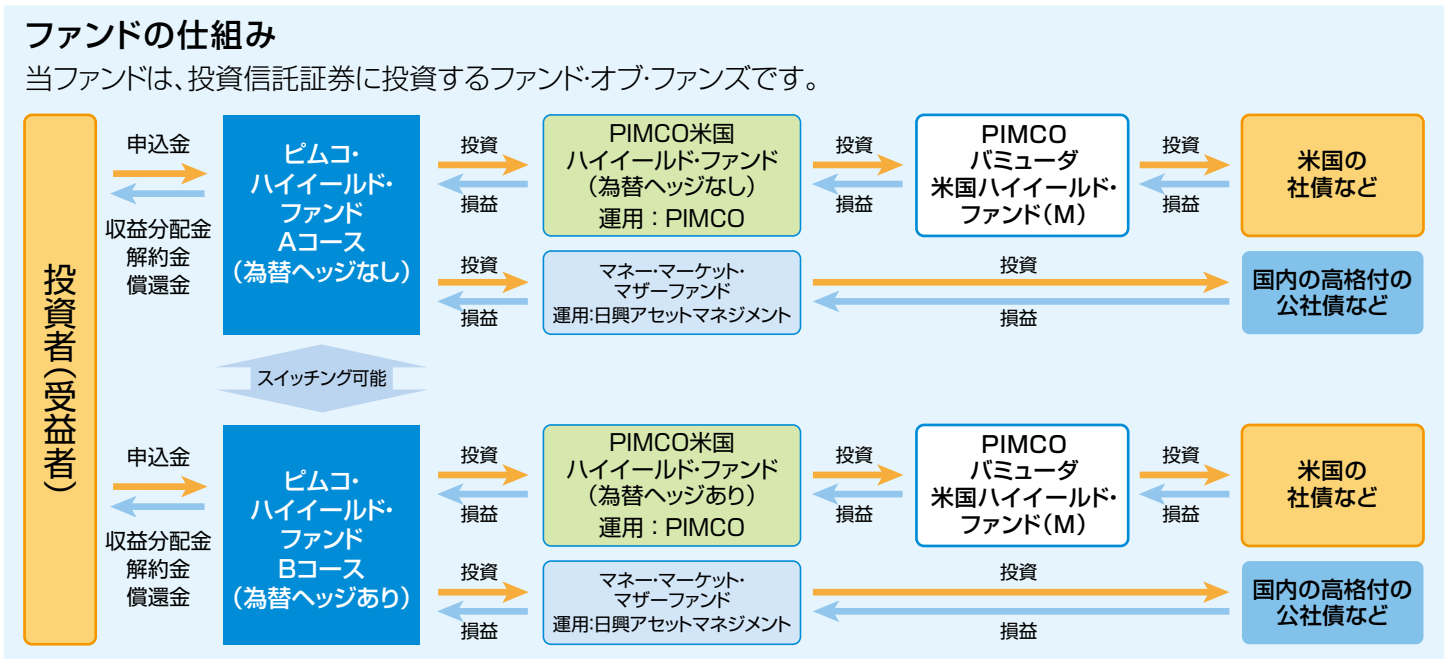 ファンドの仕組み
当ファンドは、投資信託証券に投資するファンド・オブ・ファンズです。
投資者(受益者)
申込金
収益分配金
解約金
償還金
ピムコ・
ハイイールド・
ファンド
Aコース
(為替ヘッジなし)
投資
損益
PIMCO米国
ハイイールド・ファンド
(為替ヘッジなし)
運用:PIMCO
投資
損益
PIMCO
バミューダ
米国ハイイールド・
ファンド(M)
投資
損益
米国の
社債など
投資
損益
マネー・マーケット・
マザーファンド
運用:日興アセットマネジメント
投資
損益
国内の高格付の
公社債など
スイッチング可能
申込金
収益分配金
解約金
償還金
ピムコ・
ハイイールド・
ファンド
Bコース
(為替ヘッジあり)
投資
損益
PIMCO米国
ハイイールド・ファンド
(為替ヘッジあり)
運用:PIMCO
投資
損益
PIMCO
バミューダ
米国ハイイールド・
ファンド(M)
投資
損益
米国の
社債など
投資
損益
マネー・マーケット・
マザーファンド
運用:日興アセットマネジメント
投資
損益
国内の高格付の
公社債など